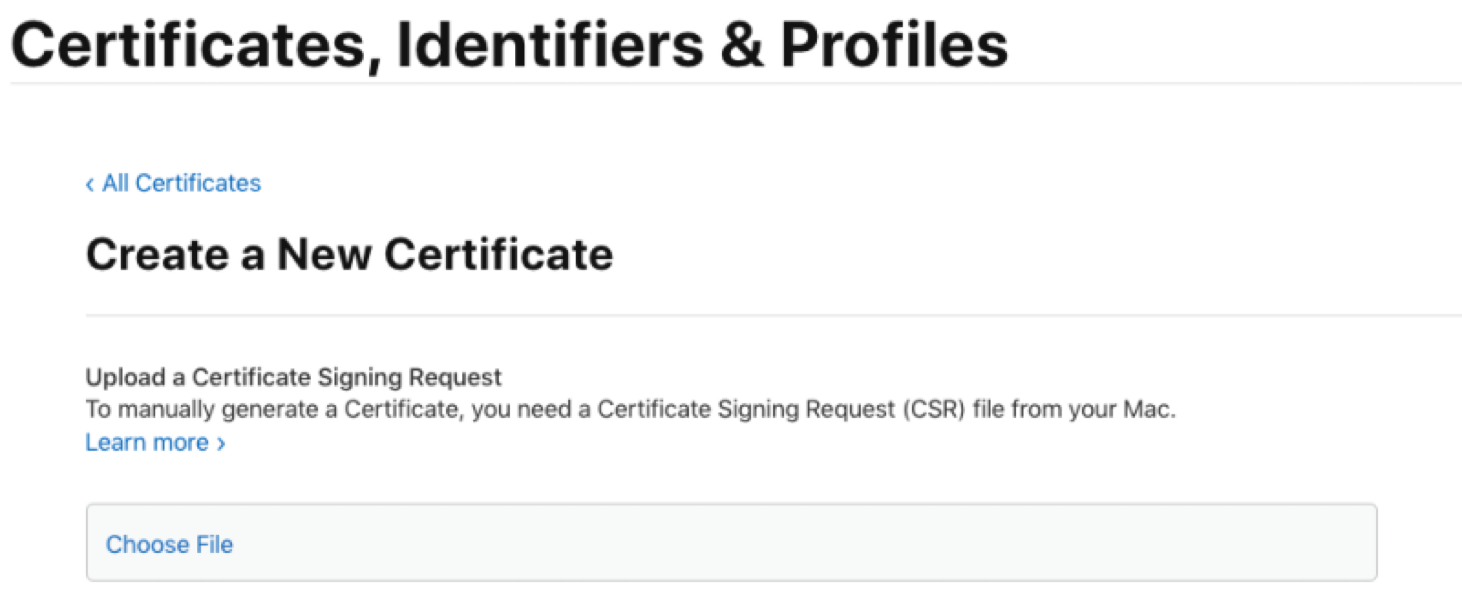 Certificates, Identifiers & Profiles
‹ All Certificates
Create a New Certificate
Upload a Certificate Signing Request
To manually generate a Certificate, you need a Certificate Signing Request (CSR) file from your Mac.
Learn more ›
Choose File